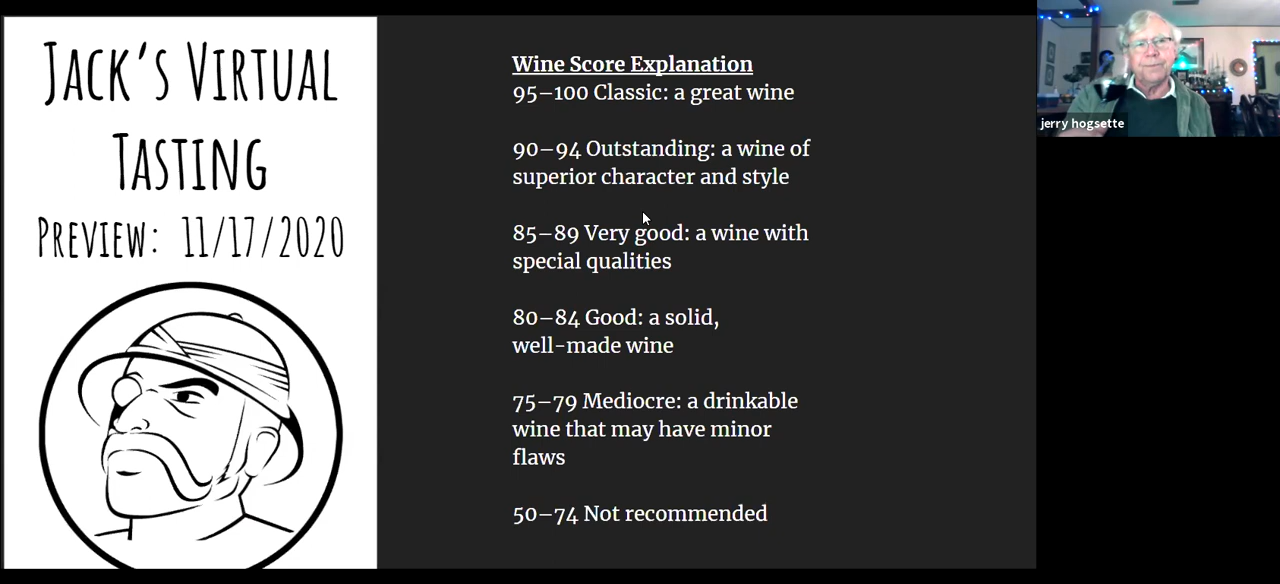 Jack's Virtual
Tasting
Preview: 11/17/2020
Wine Score Explanation
95–100 Classic: a great wine
90–94 Outstanding: a wine of
superior character and style
85–89 Very good: a wine with
special qualities
80–84 Good: a solid,
well-made wine
75–79 Mediocre: a drinkable
wine that may have minor
flaws
50–74 Not recommended
jerry hogsette